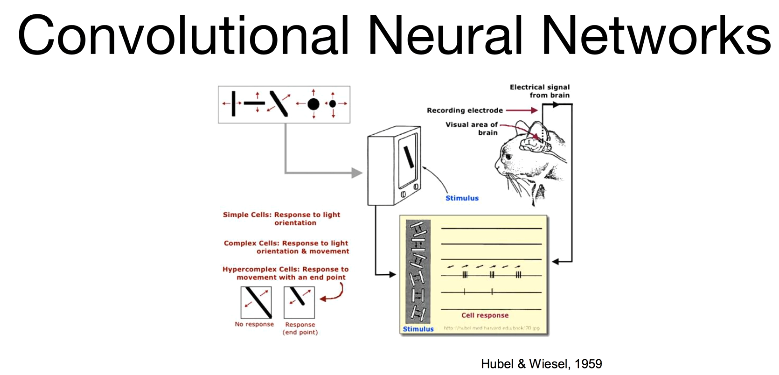 Convolutional Neural Networks
Electrical signal
from brain
Recording electrode
Visual area of
brain
Stimulus
Simple Cells: Response to light
orientation
Complex Cells: Response to light
orientation & movement
Hypercomplex Cells: Response to
movement with an end point
No response
Response
(end point)
Stimulus
Cell response
Hubel & Wiesel, 1959